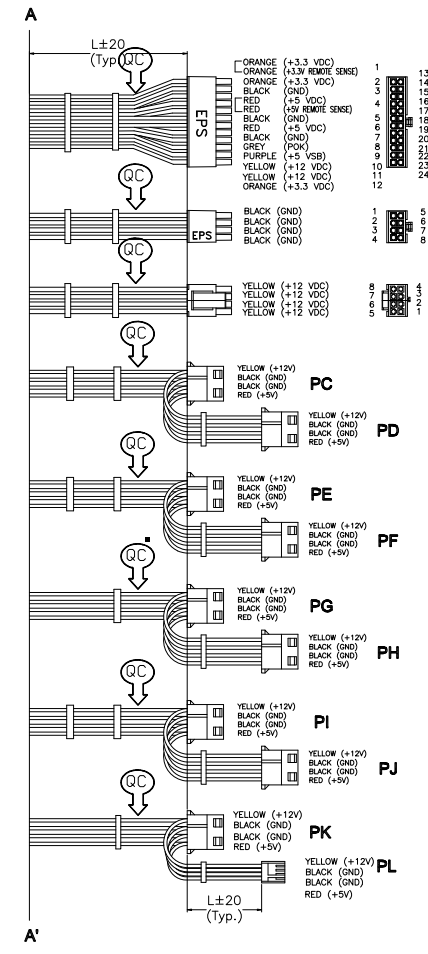 A
L±20
(Typ.)
QC
EPS
ORANGE (+3.3 VDC)
ORANGE (+3.3V REMOTE SENSE)
ORANGE (+3.3 VDC)
BLACK (GND)
RED (+5 VDC)
RED (+5V REMOTE SENSE)
BLACK (GND)
RED (+5 VDC)
BLACK (GND)
GREY (POK)
PURPLE (+5 VSB)
YELLOW (+12 VDC)
YELLOW (+12 VDC)
ORANGE (+3.3 VDC)
1
2
3
4
5
6
7
8
9
10
11
12
13
14
15
16
17
18
19
20
21
22
23
24
QC
EPS
BLACK (GND)
BLACK (GND)
BLACK (GND)
BLACK (GND)
1
2
3
4
5
6
7
8
QC
YELLOW (+12 VDC)
YELLOW (+12 VDC)
YELLOW (+12 VDC)
YELLOW (+12 VDC)
8
7
6
5
4
3
2
1
QC
YELLOW (+12V)
BLACK (GND)
BLACK (GND)
RED (+5V)
PC
YELLOW (+12V)
BLACK (GND)
BLACK (GND)
RED (+5V)
PD
QC
YELLOW (+12V)
BLACK (GND)
BLACK (GND)
RED (+5V)
PE
YELLOW (+12V)
BLACK (GND)
BLACK (GND)
RED (+5V)
PF
QC
YELLOW (+12V)
BLACK (GND)
BLACK (GND)
RED (+5V)
PG
YELLOW (+12V)
BLACK (GND)
BLACK (GND)
RED (+5V)
PH
QC
YELLOW (+12V)
BLACK (GND)
BLACK (GND)
RED (+5V)
PI
YELLOW (+12V)
BLACK (GND)
BLACK (GND)
RED (+5V)
PJ
QC
YELLOW (+12V)
BLACK (GND)
BLACK (GND)
RED (+5V)
PK
YELLOW (+12V)
BLACK (GND)
BLACK (GND)
RED (+5V)
PL
L±20
(Typ.)
A'